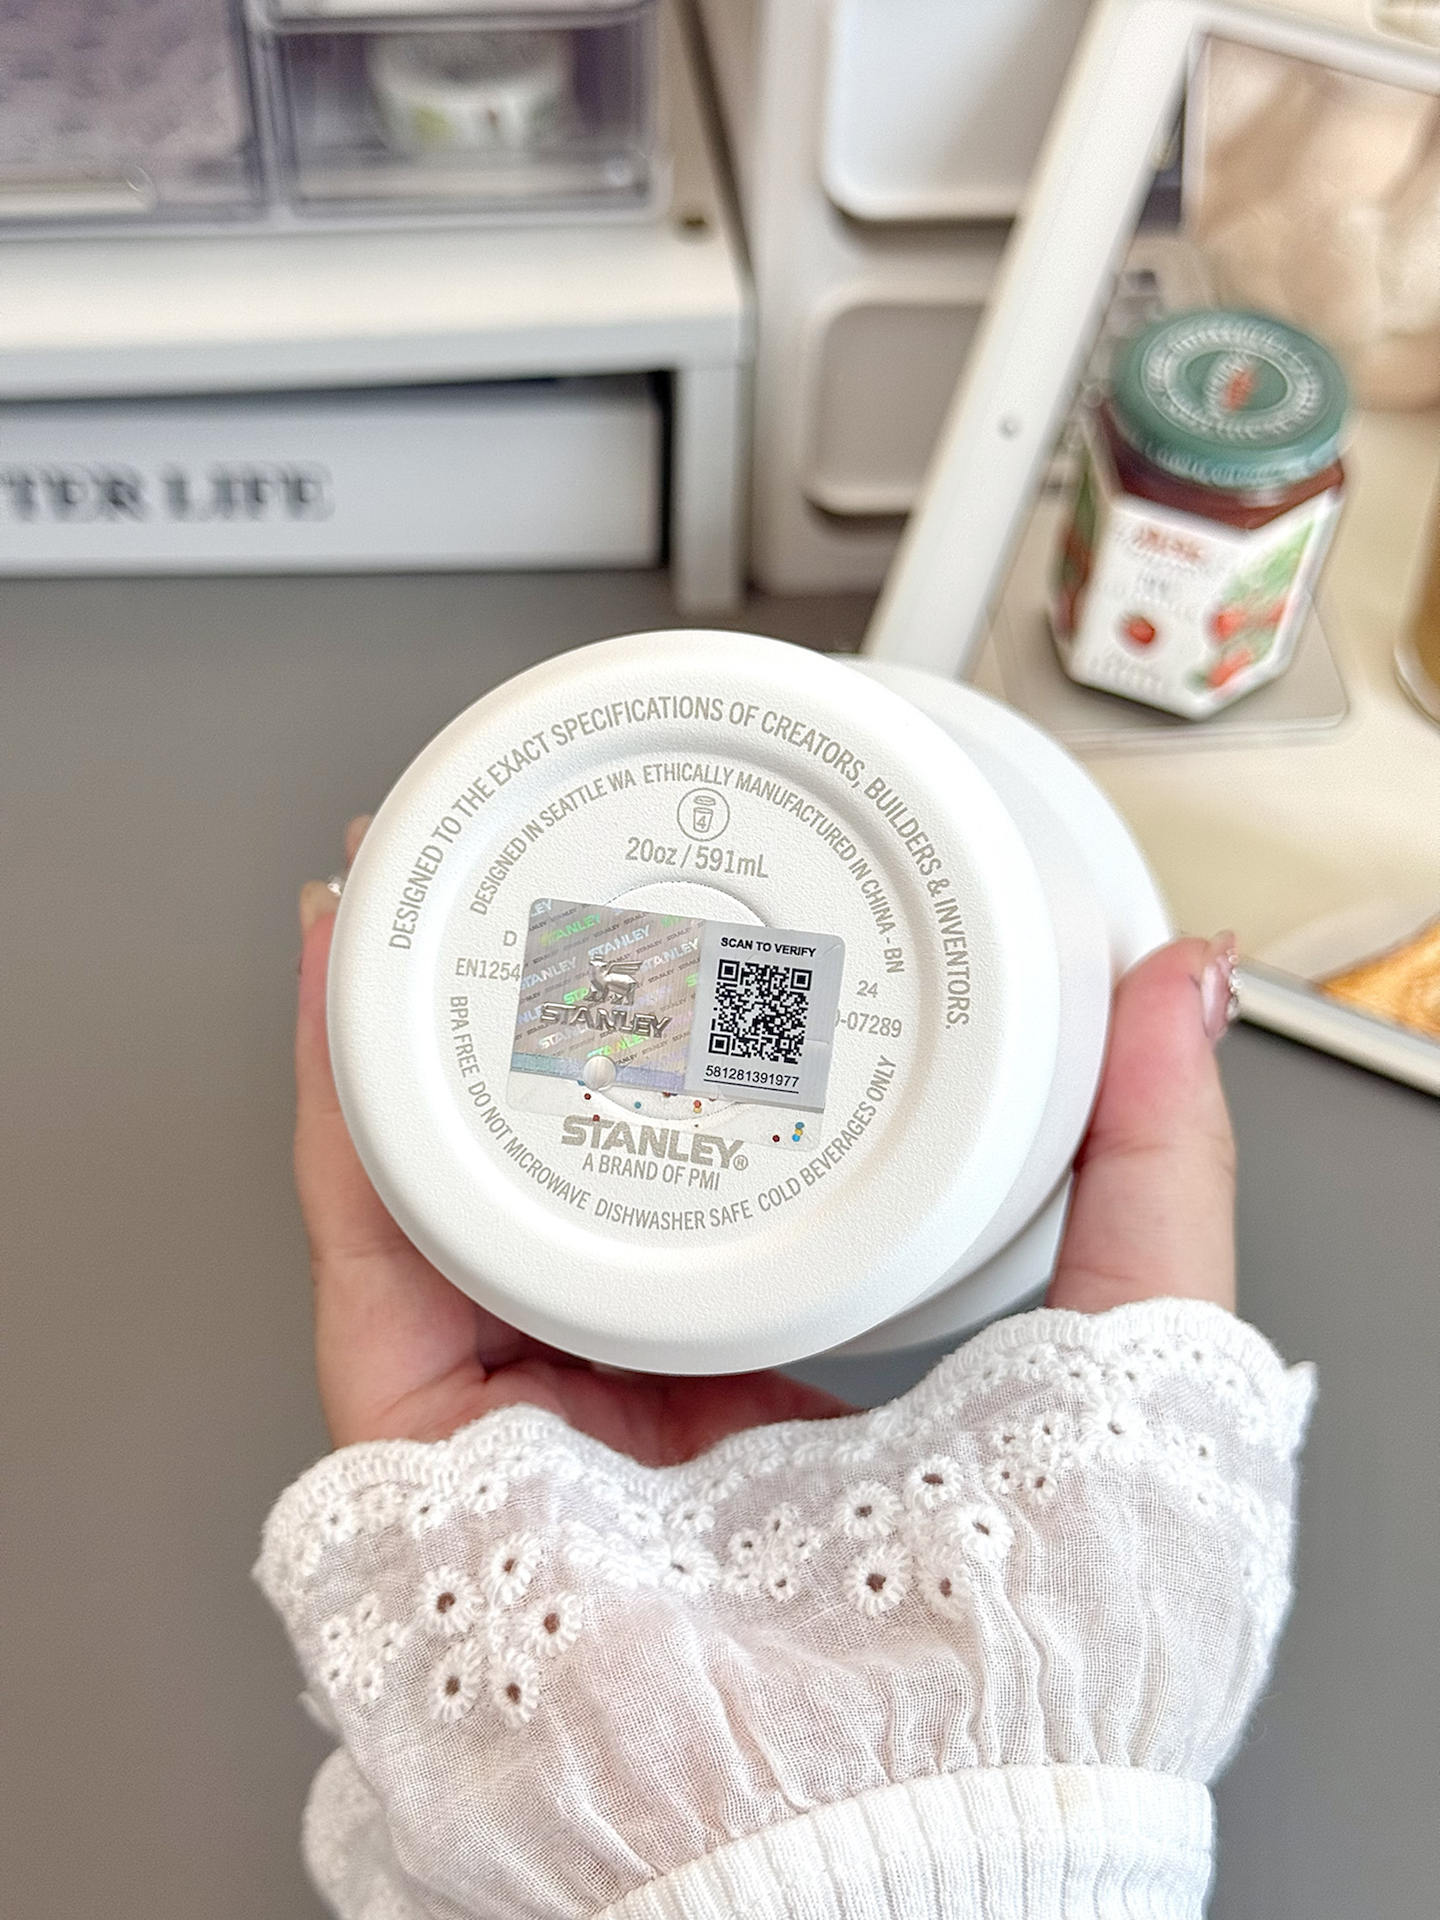 TER LIFE
DESIGNED TO THE EXACT SPECIFICATIONS OF CREATORS, BUILDERS & INVENTORS.
DESIGNED IN SEATTLE WA ETHICALLY MANUFACTURED IN CHINA - BN
4
20oz / 591mL
D
24
EN1254
-07289
STANLEY
SCAN TO VERIFY
581281391977
STANLEY®
A BRAND OF PMI
BPA FREE DO NOT MICROWAVE DISHWASHER SAFE COLD BEVERAGES ONLY